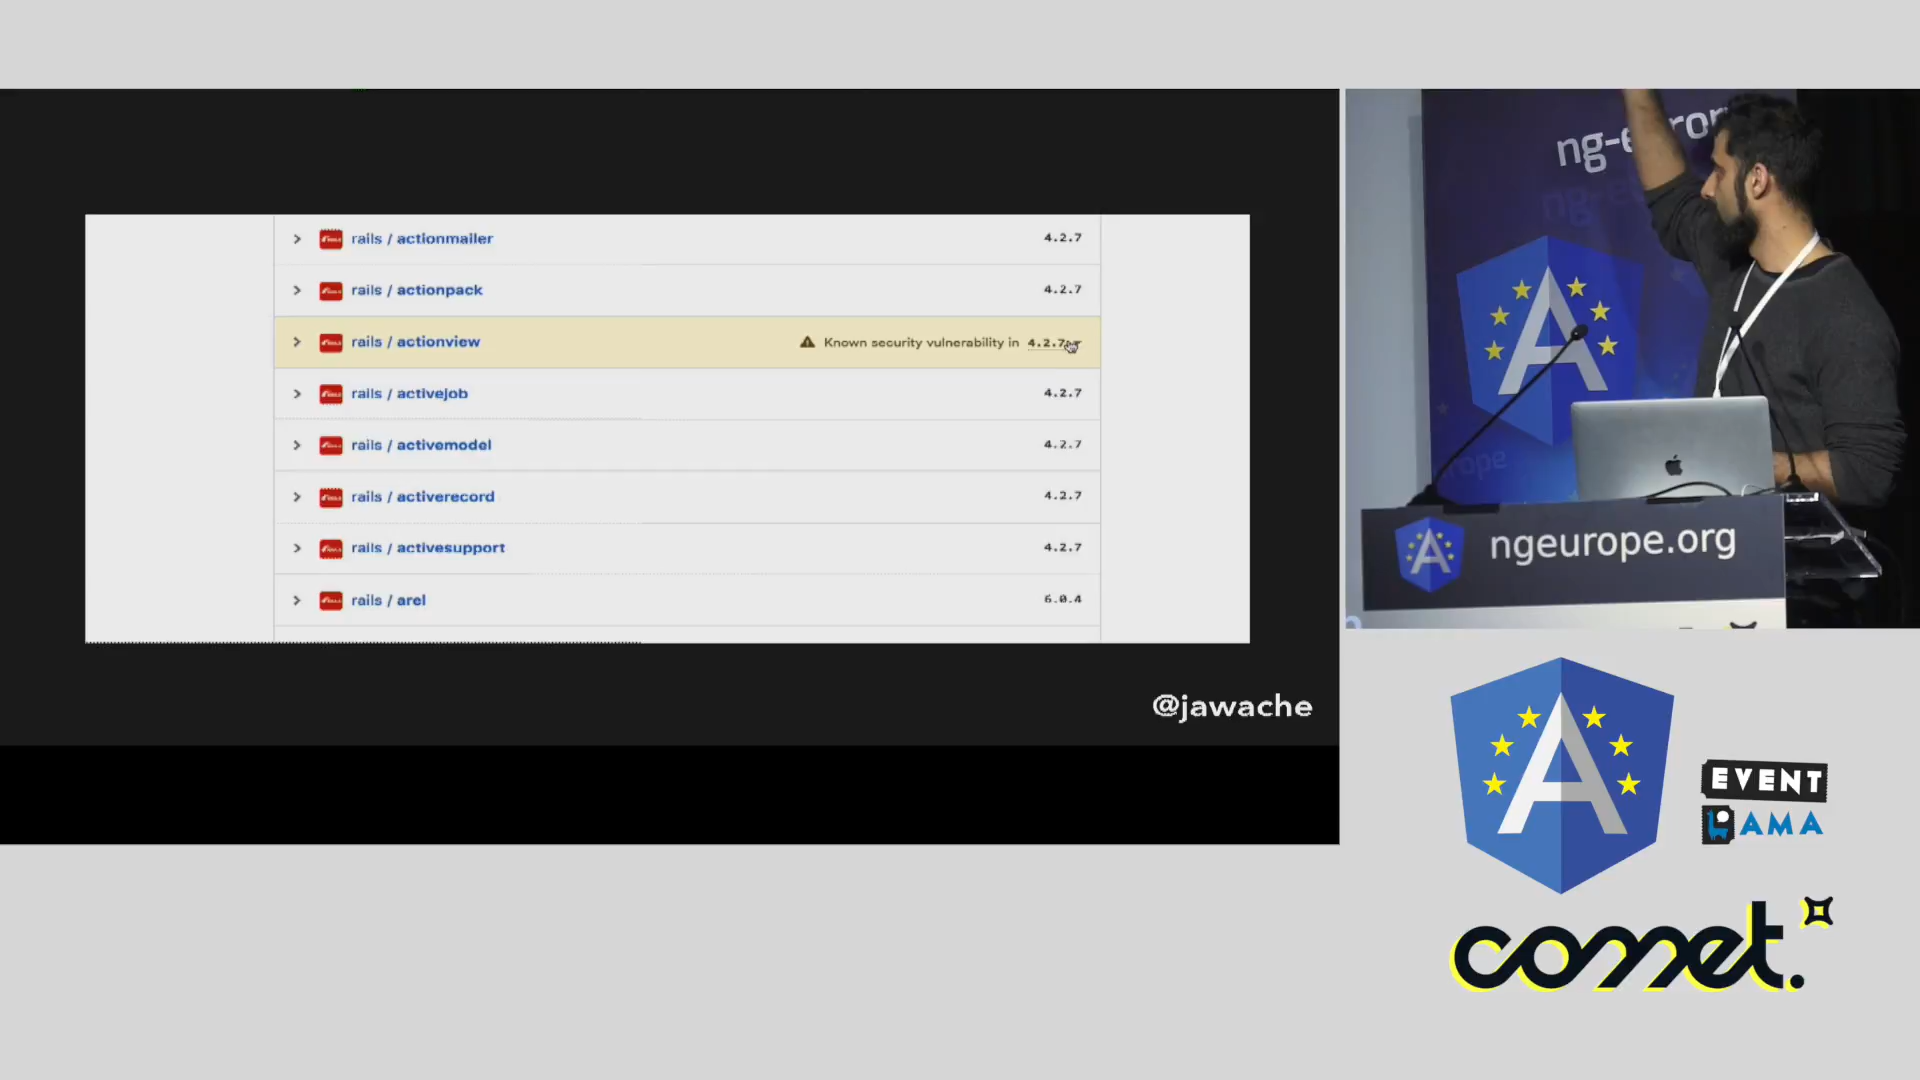 rails / actionmailer 4.2.7
rails / actionpack 4.2.7
rails / actionview Known security vulnerability in 4.2.7
rails / activejob 4.2.7
rails / activemodel 4.2.7
rails / activerecord 4.2.7
rails / activesupport 4.2.7
rails / arel 6.0.4
@jawache
ngeurope.org
EVENT
LAMA
comet.